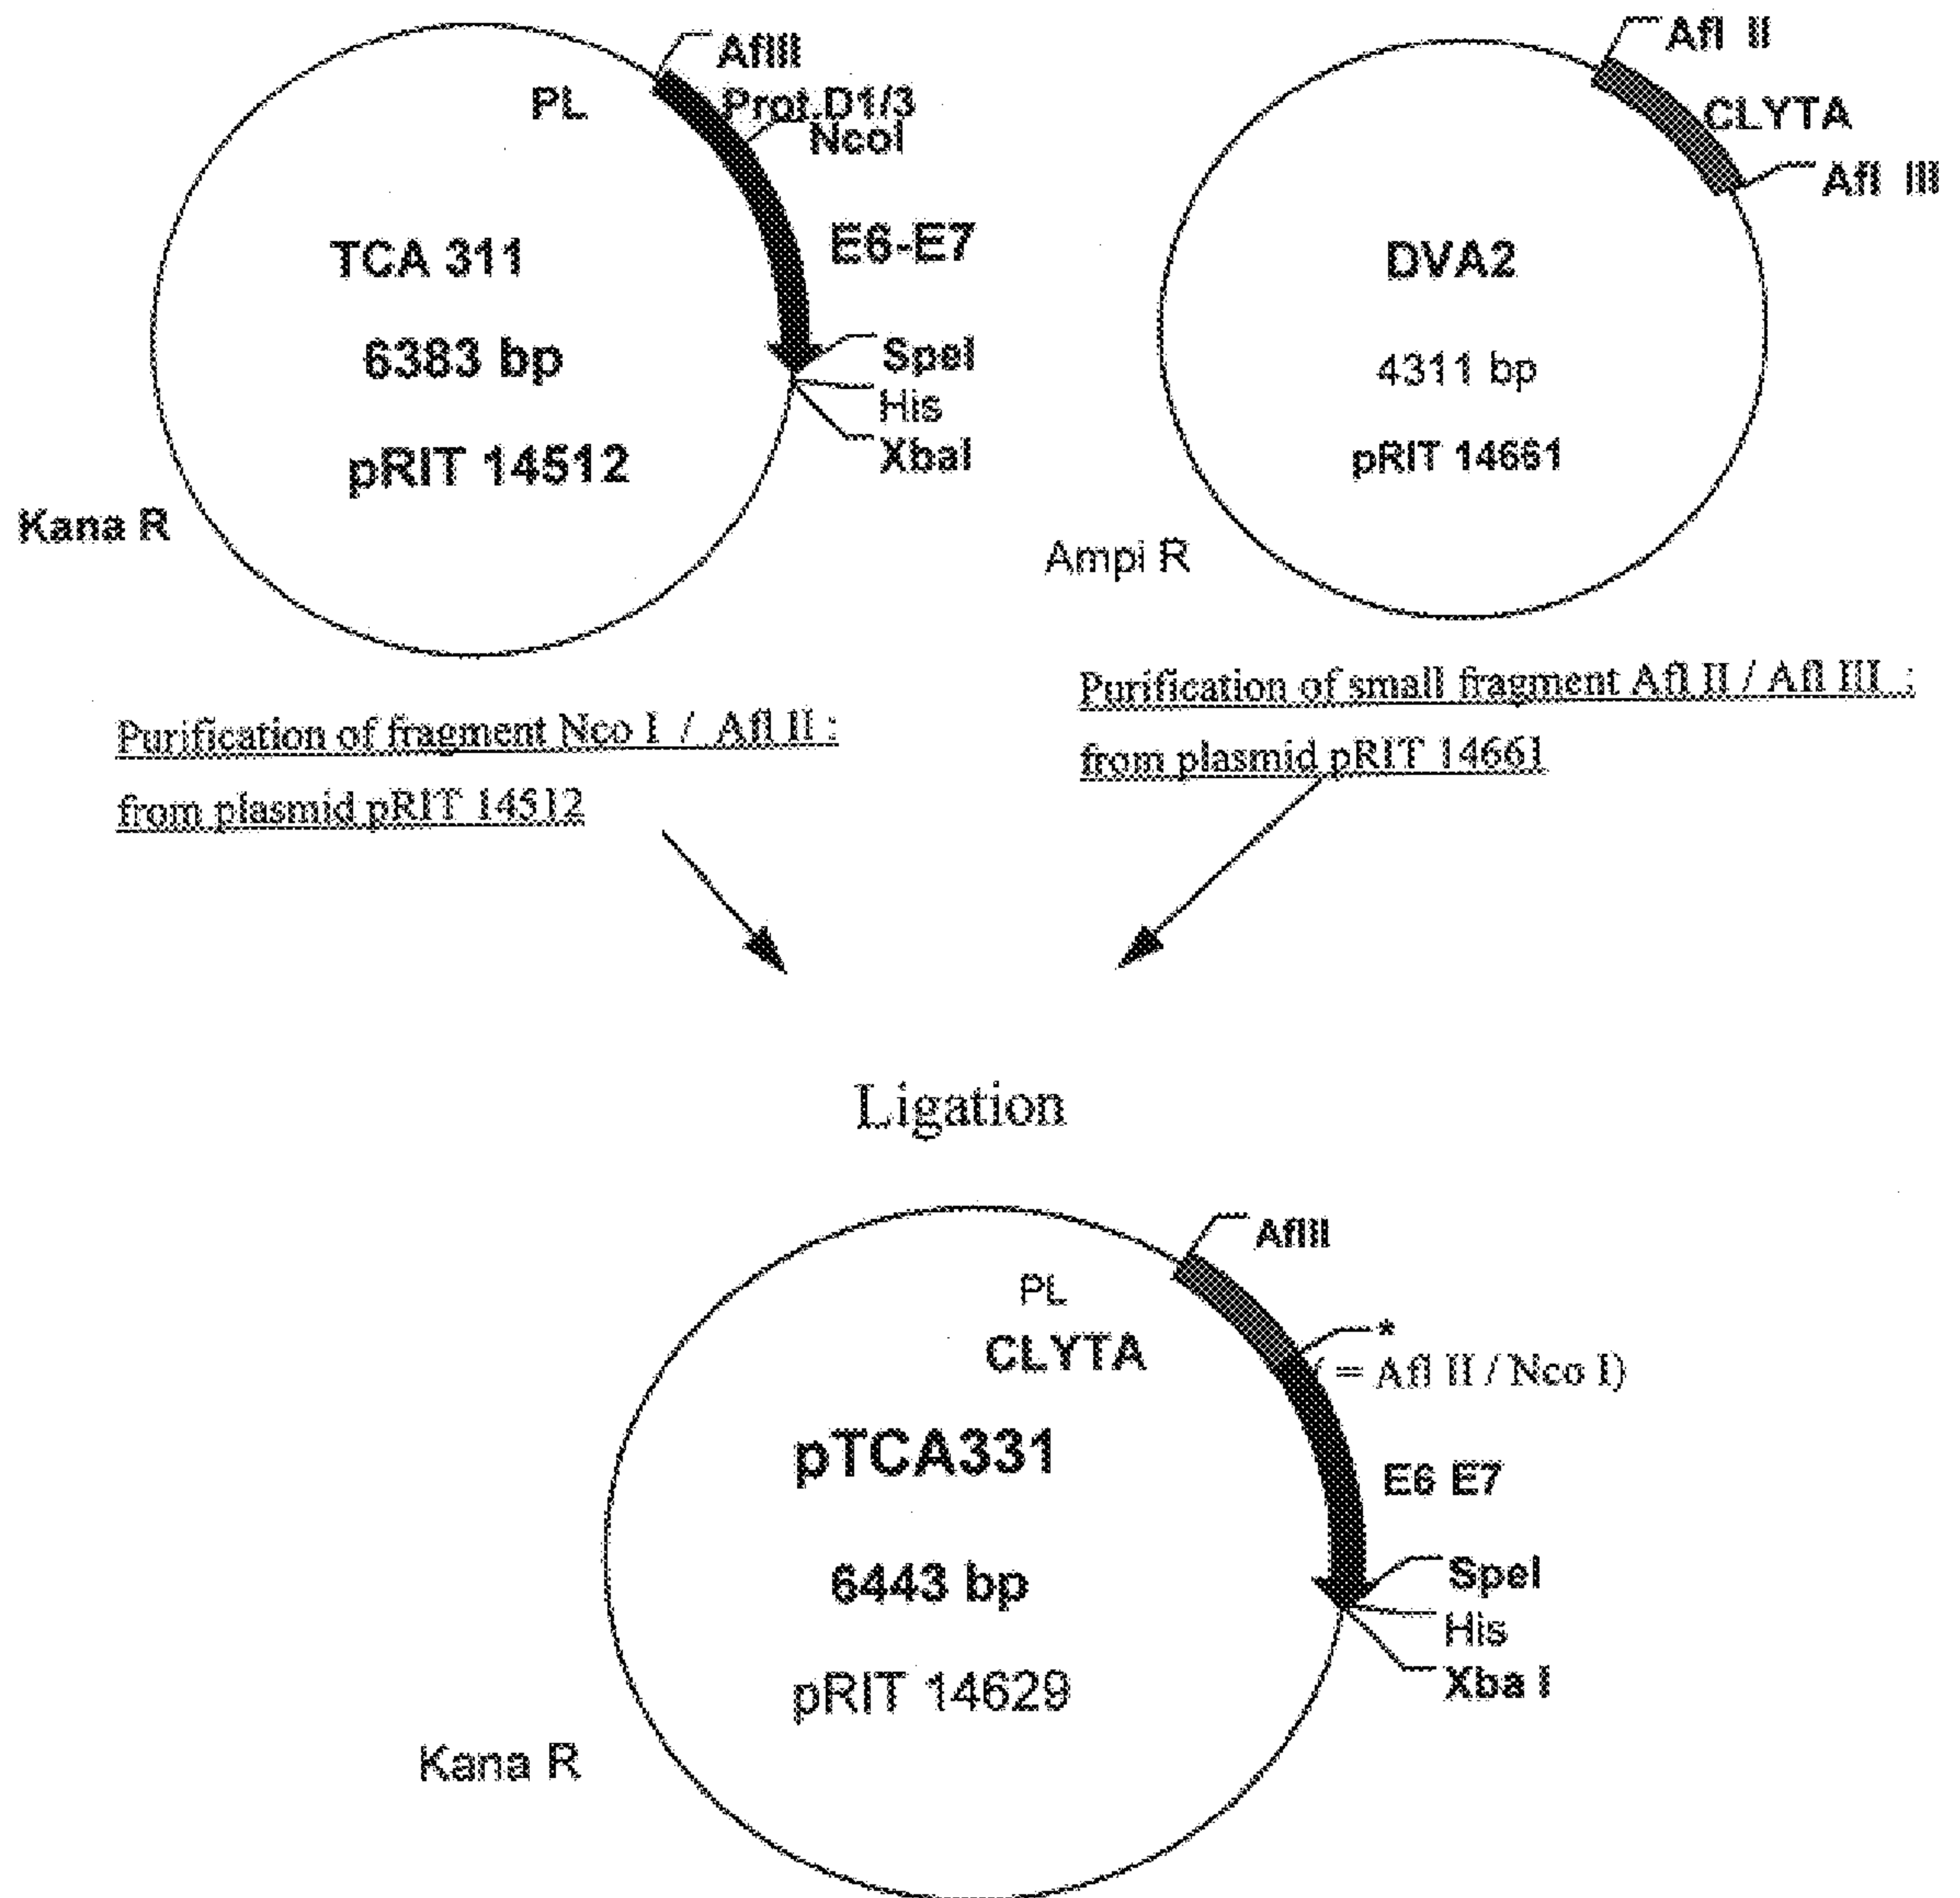 AflII
PL
Prot.D1/3
NcoI
TCA 311
E6-E7
6383 bp
SpeI
His
XbaI
pRIT 14512
Kana R
Afl II
CLYTA
Afl III
DVA2
4311 bp
pRIT 14661
Ampi R
Purification of fragment Nco I / Afl II :
from plasmid pRIT 14512
Purification of small fragment Afl II / Afl III :
from plasmid pRIT 14661
Ligation
AflII
PL
*
CLYTA
( = Afl II / Nco I)
pTCA331
E6 E7
6443 bp
SpeI
His
Xba I
pRIT 14629
Kana R